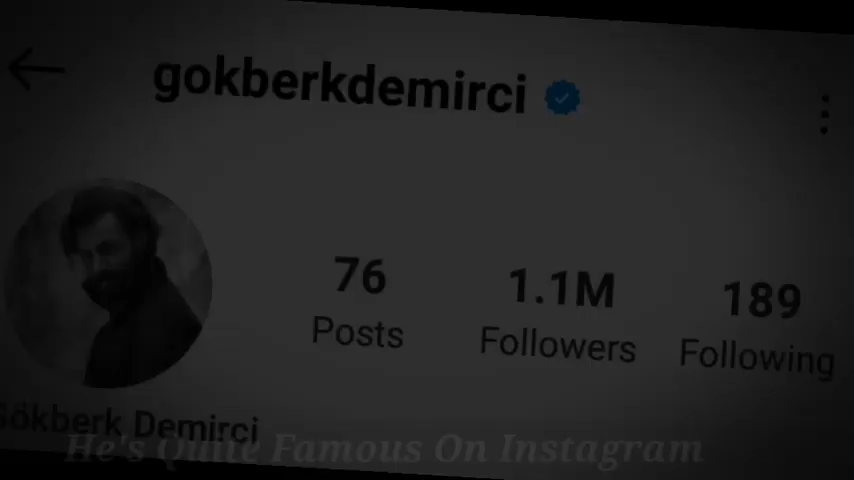 gokberkdemirci
76 1.1M 189
Posts Followers Following
Gökberk Demirci
He's Quite Famous On Instagram